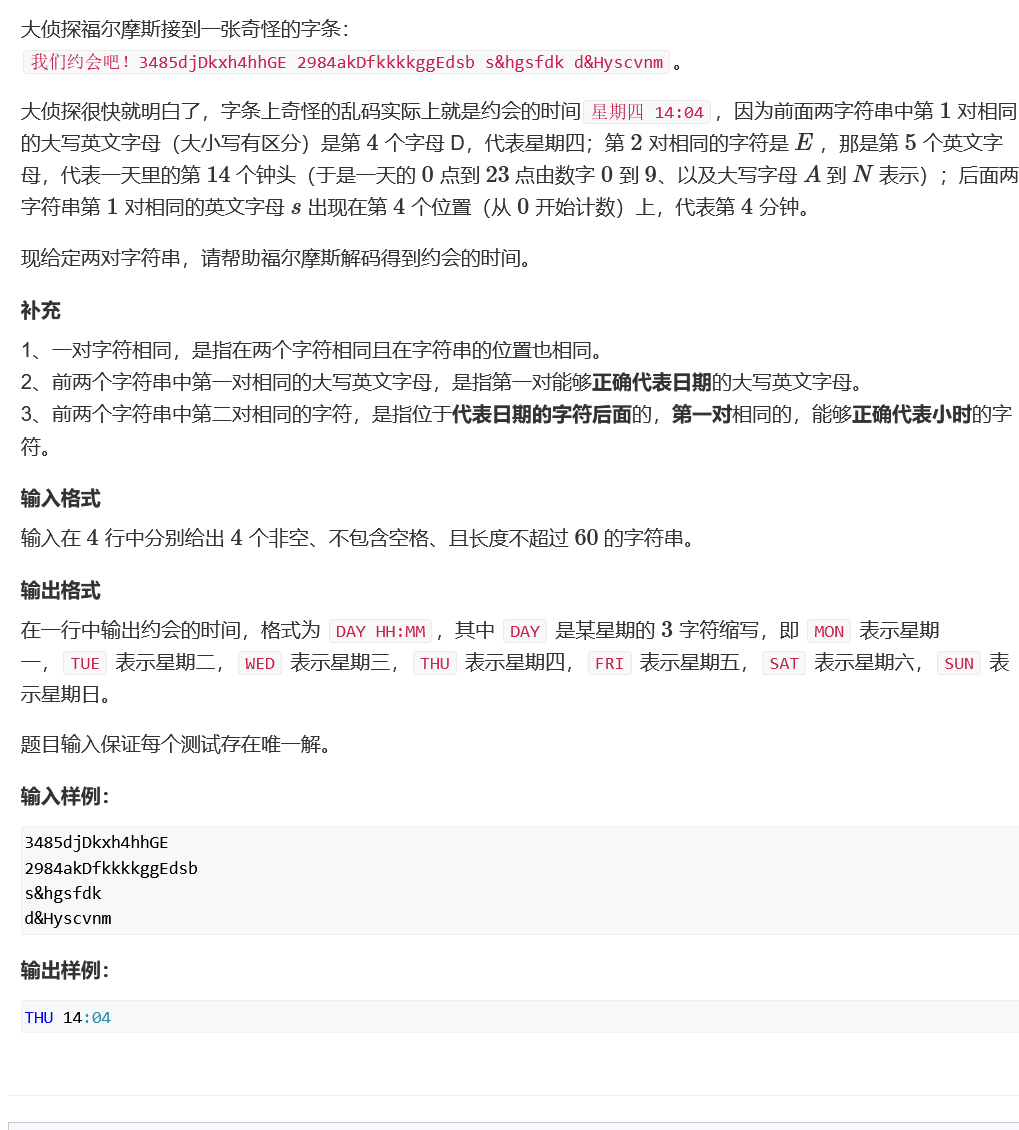 大侦探福尔摩斯接到一张奇怪的字条：
我们约会吧！3485djDkxh4hhGE 2984akDfkkkkggEdsb s&hgsfdk d&Hyscvnm 。
大侦探很快就明白了，字条上奇怪的乱码实际上就是约会的时间 星期四 14:04 ，因为前面两字符串中第 1 对相同
的大写英文字母（大小写有区分）是第 4 个字母 D，代表星期四；第 2 对相同的字符是 E ，那是第 5 个英文字
母，代表一天里的第 14 个钟头（于是一天的 0 点到 23 点由数字 0 到 9、以及大写字母 A 到 N 表示）；后面两
字符串第 1 对相同的英文字母 s 出现在第 4 个位置（从 0 开始计数）上，代表第 4 分钟。
现给定两对字符串，请帮助福尔摩斯解码得到约会的时间。
补充
1、一对字符相同，是指在两个字符相同且在字符串的位置也相同。
2、前两个字符串中第一对相同的大写英文字母，是指第一对能够正确代表日期的大写英文字母。
3、前两个字符串中第二对相同的字符，是指位于代表日期的字符后面的，第一对相同的，能够正确代表小时的字
符。
输入格式
输入在 4 行中分别给出 4 个非空、不包含空格、且长度不超过 60 的字符串。
输出格式
在一行中输出约会的时间，格式为 DAY HH:MM ，其中 DAY 是某星期的 3 字符缩写，即 MON 表示星期
一， TUE 表示星期二， WED 表示星期三， THU 表示星期四， FRI 表示星期五， SAT 表示星期六， SUN 表
示星期日。
题目输入保证每个测试存在唯一解。
输入样例：
3485djDkxh4hhGE
2984akDfkkkkggEdsb
s&hgsfdk
d&Hyscvnm
输出样例：
THU 14:04